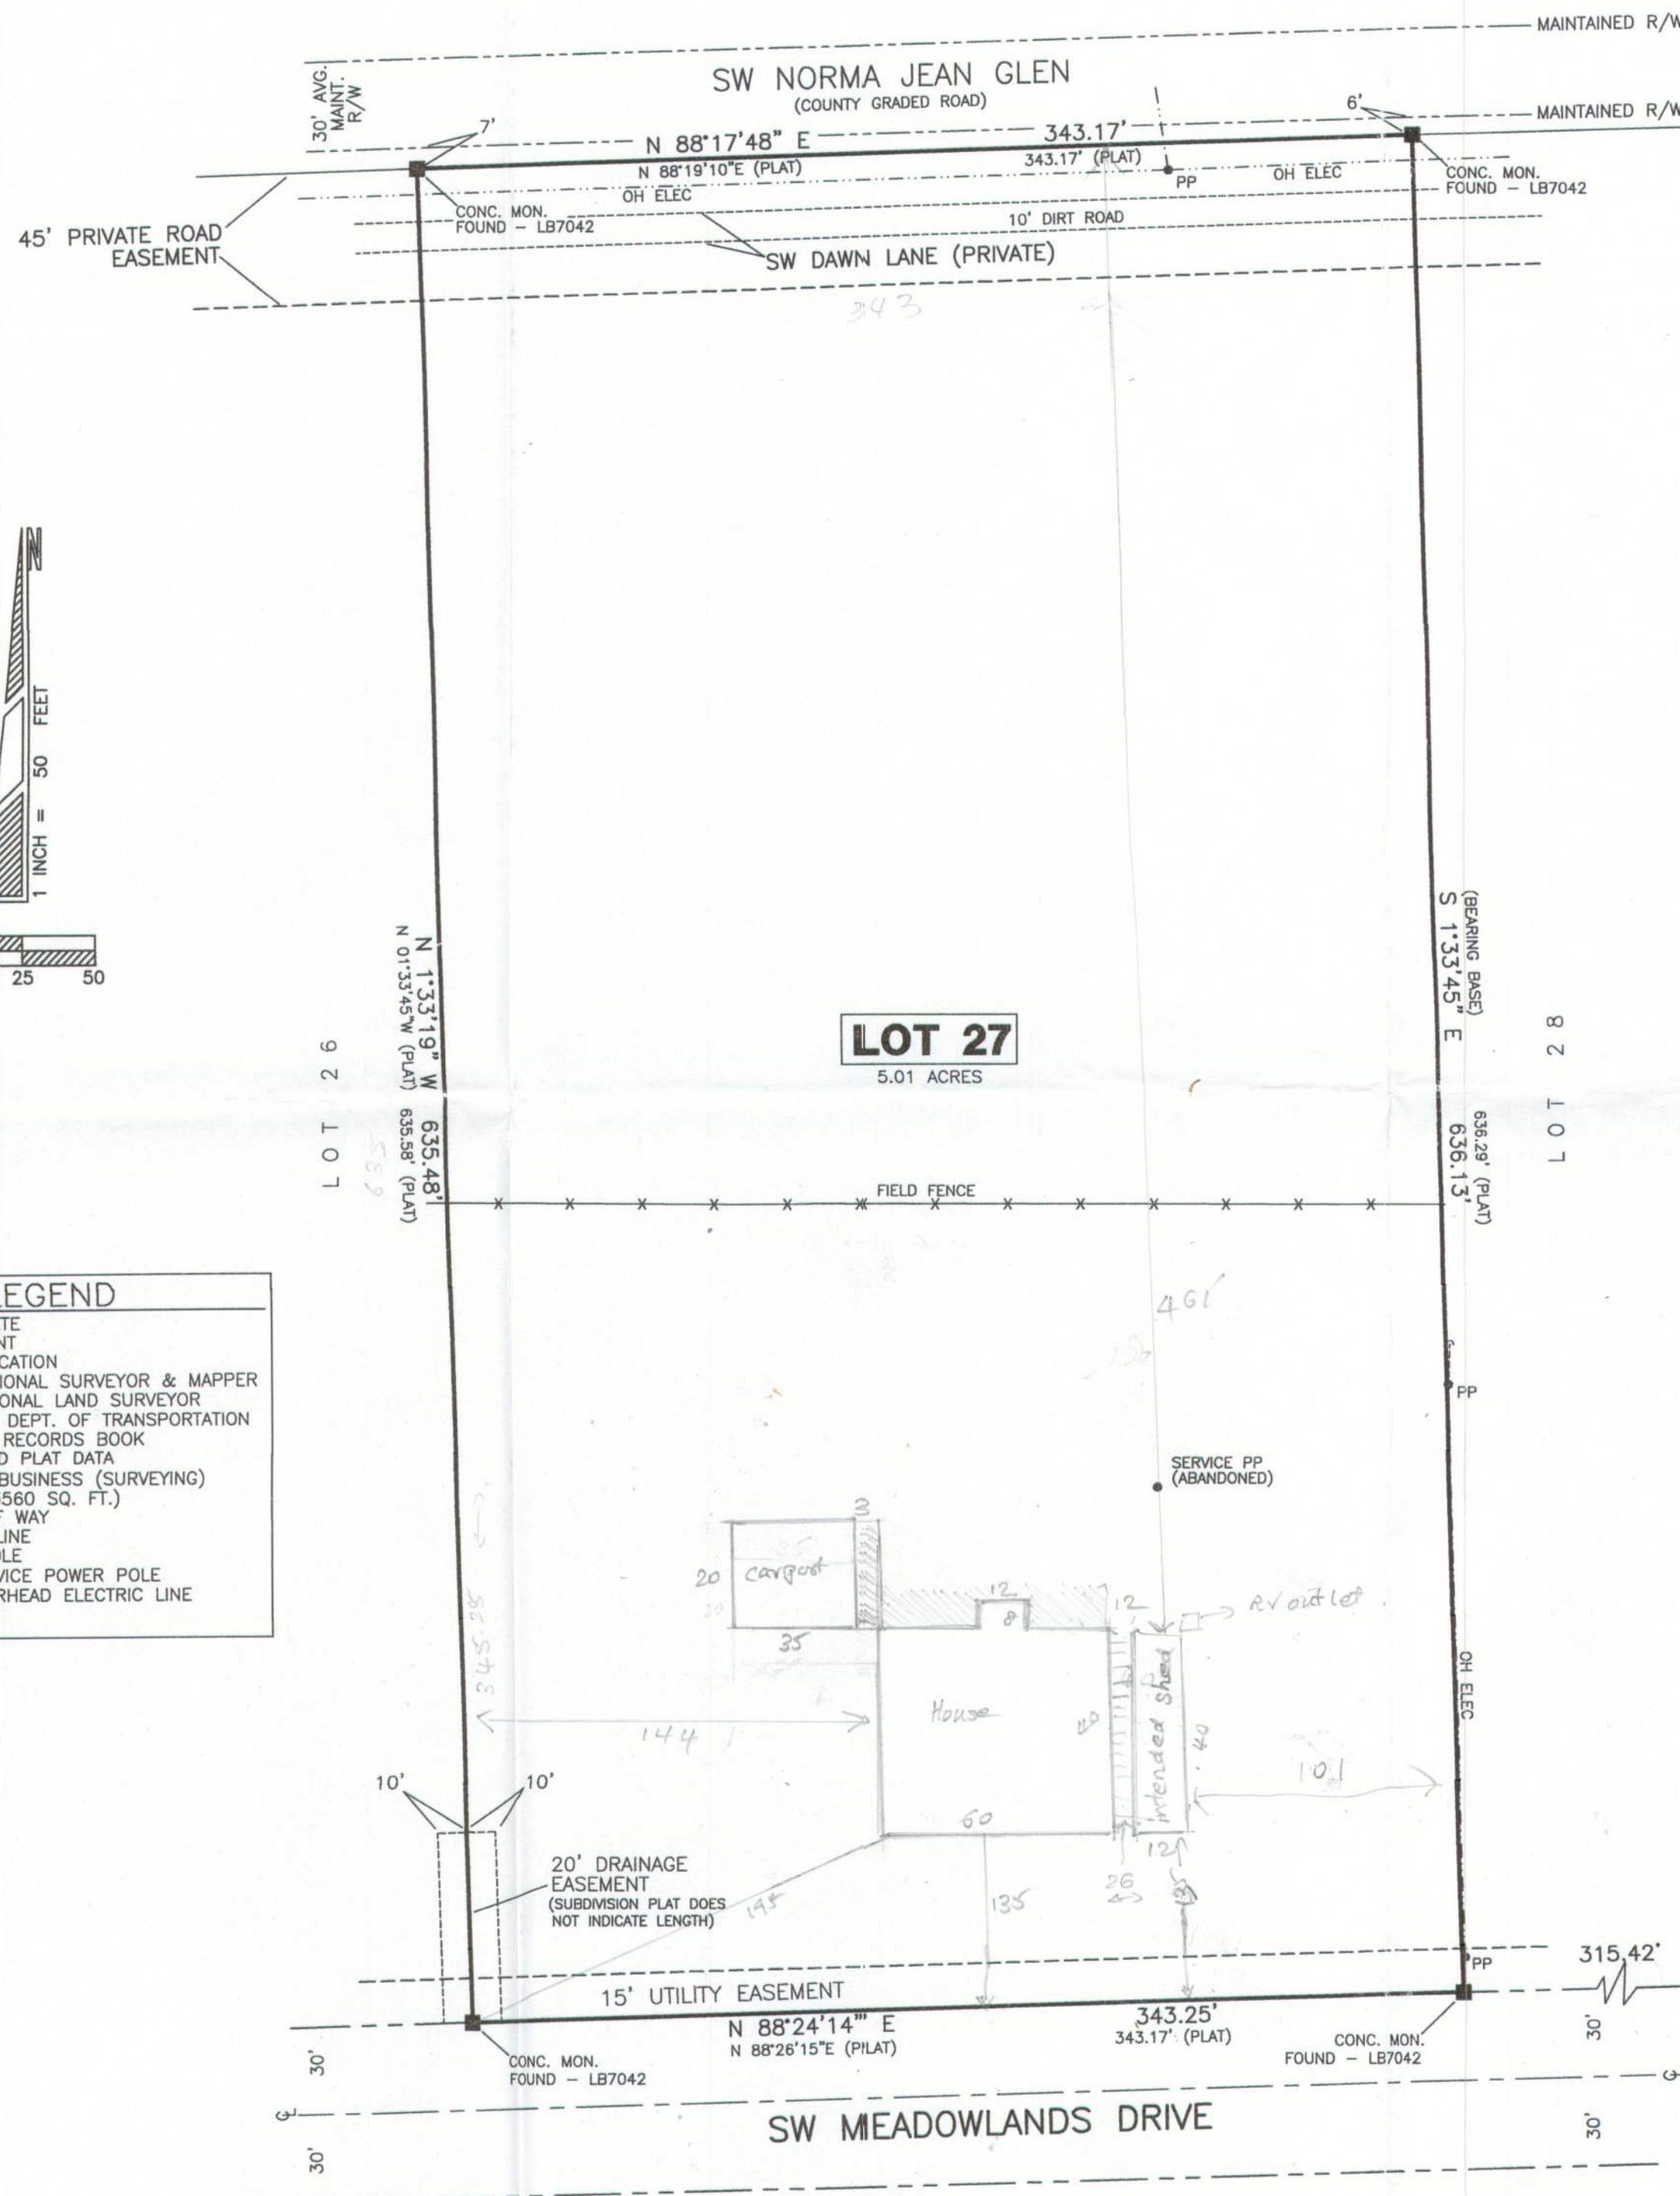 MAINTAINED R/W
30' AVG.
MAINT.
R/W
SW NORMA JEAN GLEN
(COUNTY GRADED ROAD)
7'
6'
MAINTAINED R/W
N 88°17'48" E
343.17'
N 88°19'10"E (PLAT)
343.17' (PLAT)
OH ELEC
PP
OH ELEC
CONC. MON.
FOUND - LB7042
CONC. MON.
FOUND - LB7042
10' DIRT ROAD
45' PRIVATE ROAD
EASEMENT
SW DAWN LANE (PRIVATE)
343
N
1 INCH = 50 FEET
25 50
N 1°33'19" W 635.48'
N 01°33'45"W (PLAT) 635.58' (PLAT)
635
LOT 26
LOT 27
5.01 ACRES
(BEARING BASE)
S 1°33'45" E 636.13'
636.29' (PLAT)
LOT 28
FIELD FENCE
461'
PP
SERVICE PP
(ABANDONED)
LEGEND
TE
NT
CATION
IONAL SURVEYOR & MAPPER
ONAL LAND SURVEYOR
DEPT. OF TRANSPORTATION
RECORDS BOOK
D PLAT DATA
BUSINESS (SURVEYING)
560 SQ. FT.)
WAY
LINE
LE
VICE POWER POLE
RHEAD ELECTRIC LINE
20
carport
35
12
8
12
RV outlet
House
40
60
intended shed
40
12
144
101
345.25
OH ELEC
10'
10'
20' DRAINAGE
EASEMENT
(SUBDIVISION PLAT DOES
NOT INDICATE LENGTH)
195
135
26
135
15' UTILITY EASEMENT
PP
315.42'
N 88°24'14"' E
343.25'
N 88°26'15"E (PLAT)
343.17' (PLAT)
CONC. MON.
FOUND - LB7042
CONC. MON.
FOUND - LB7042
30'
30'
SW MEADOWLANDS DRIVE
30'
30'